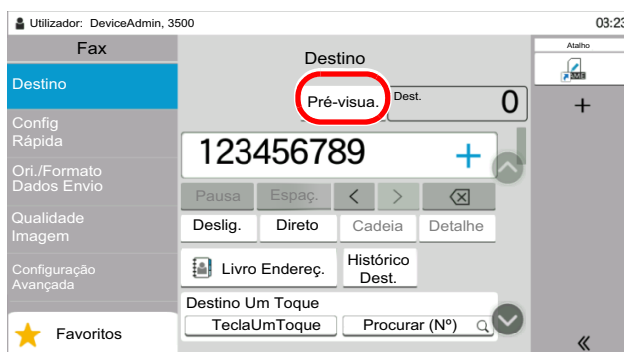 Utilizador: DeviceAdmin, 3500
03:23
Fax
Destino
Config
Rápida
Ori./Formato
Dados Envio
Qualidade
Imagem
Configuração
Avançada
Favoritos
Destino
Pré-visua.
Dest.
0
123456789
+
Pausa
Espaç.
<
>
Deslig.
Direto
Cadeia
Detalhe
Livro Endereç.
Histórico
Dest.
Destino Um Toque
TeclaUmToque
Procurar (Nº)
Atalho
+
«